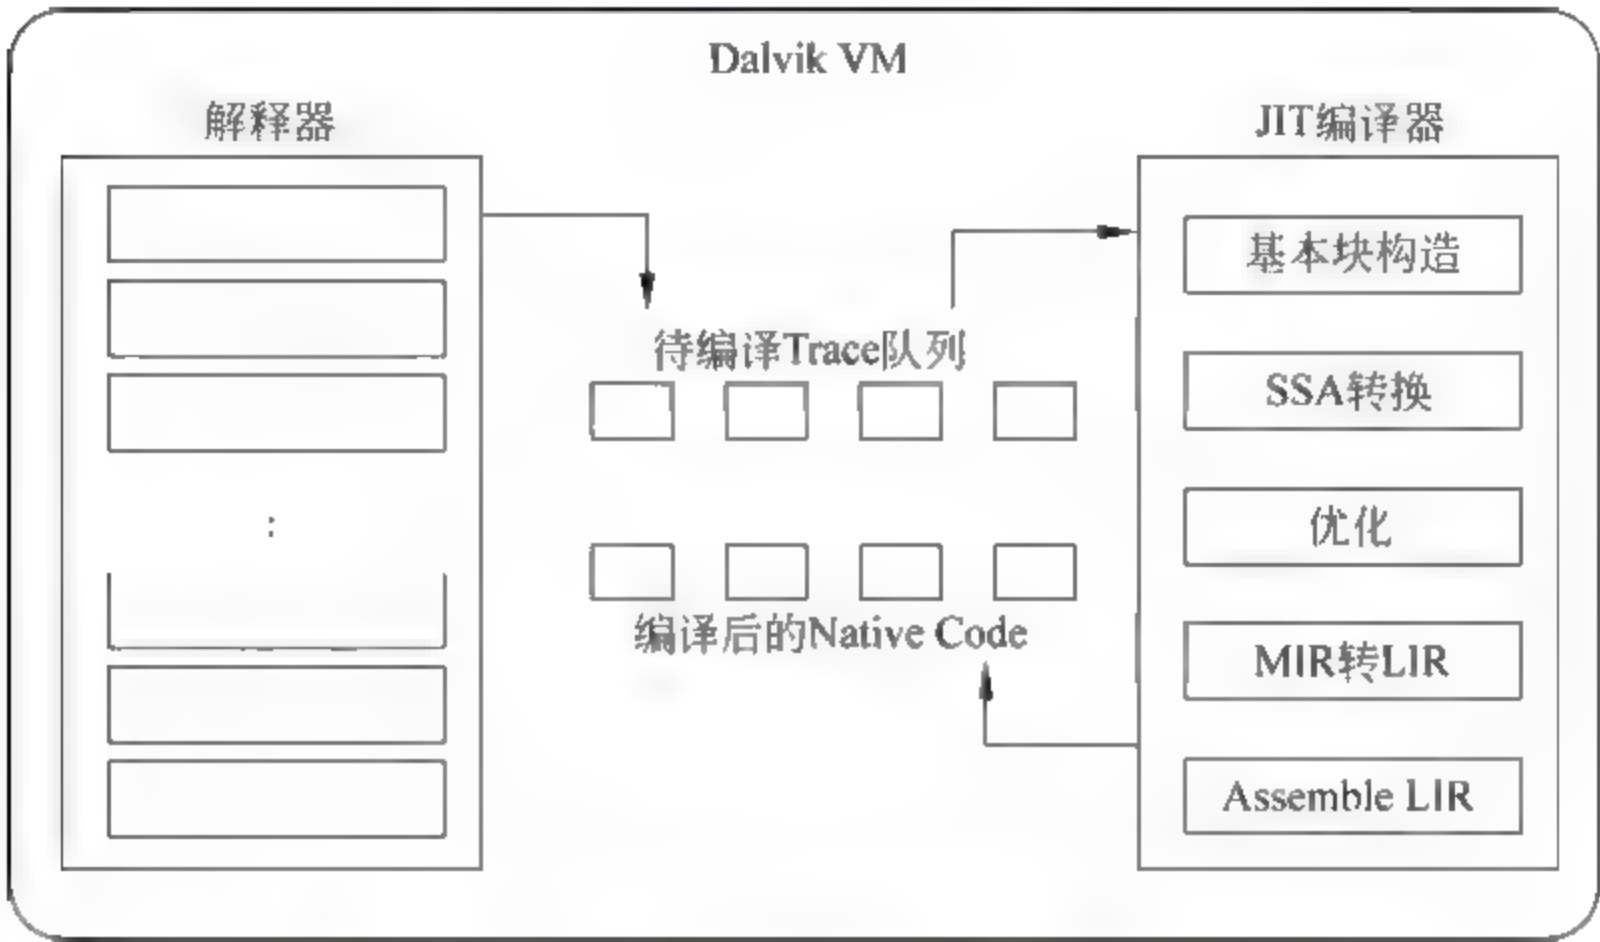 Dalvik VM
解释器
JIT编译器
基本块构造
待编译Trace队列
SSA转换
优化
编译后的Native Code
MIR转LIR
Assemble LIR